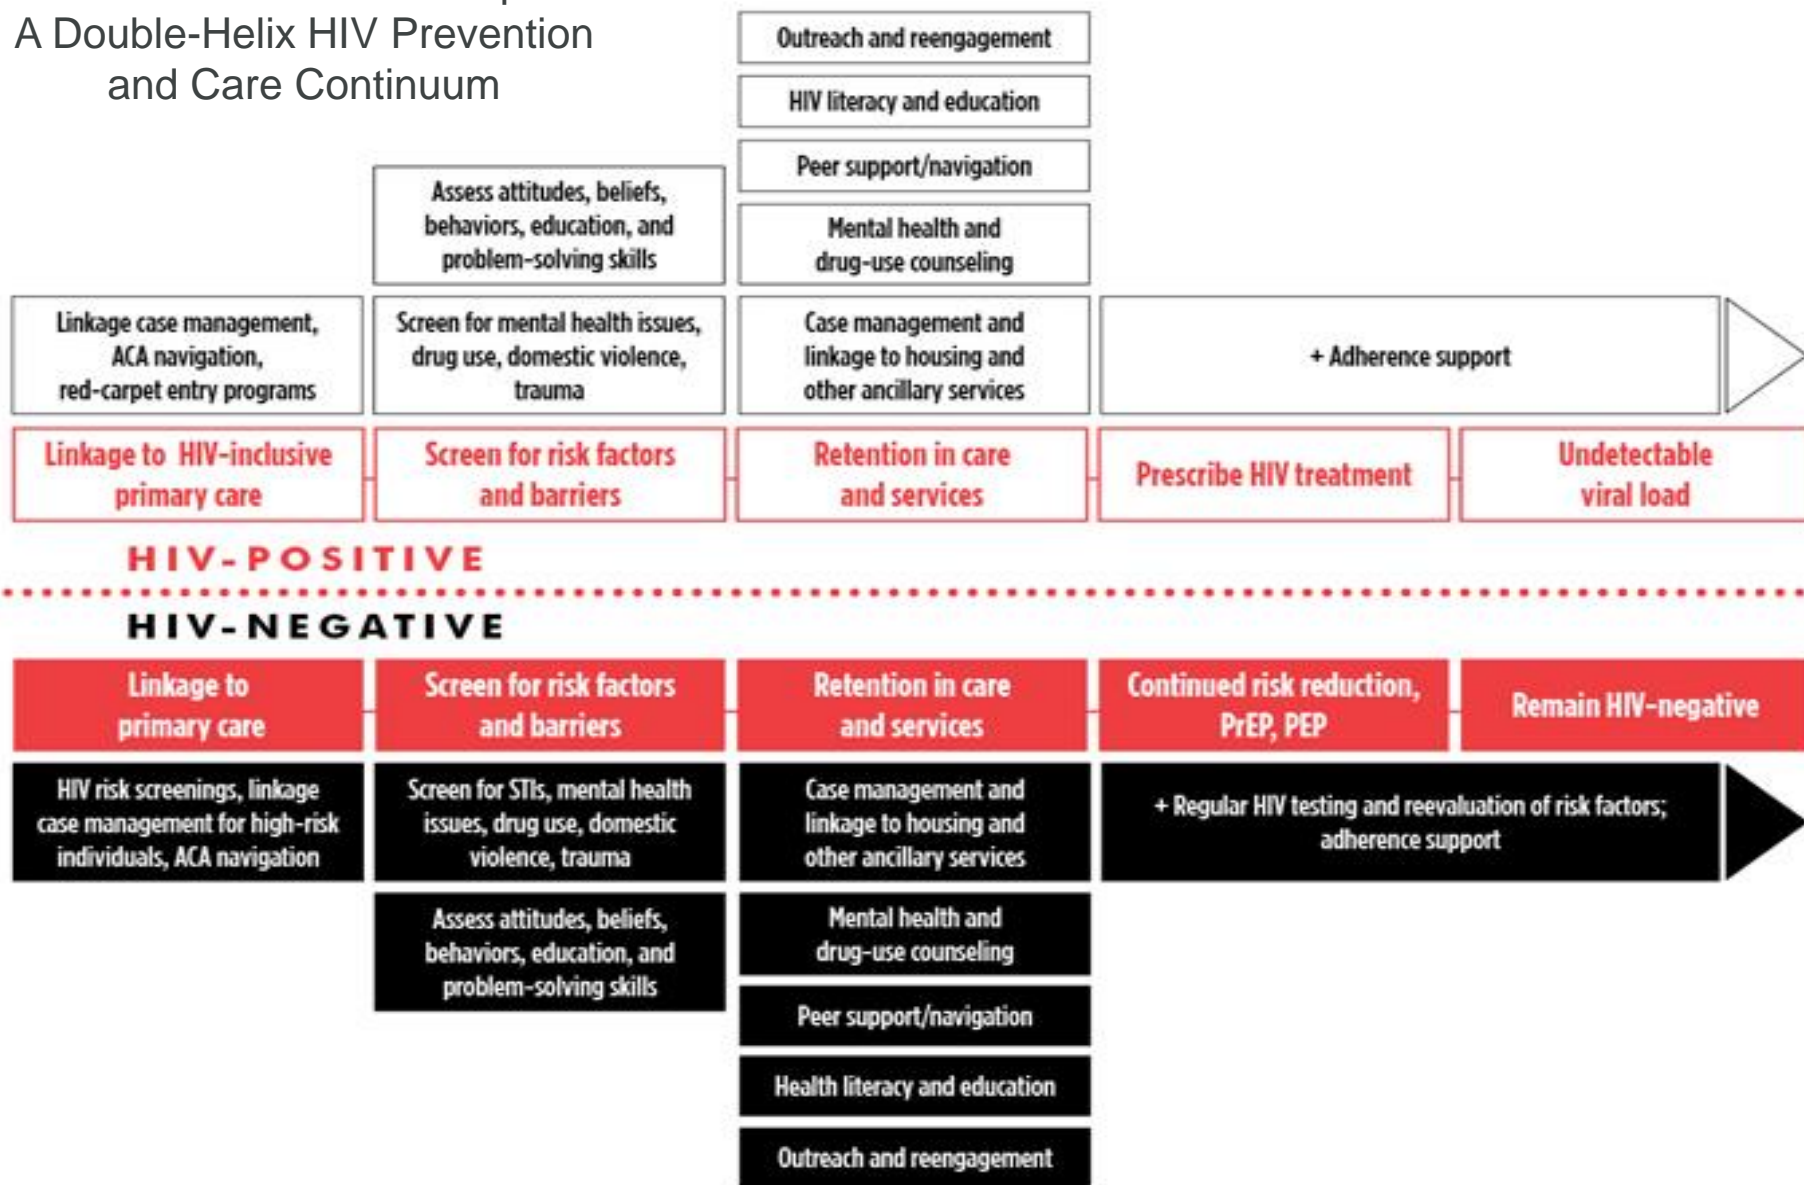 A Double-Helix HIV Prevention
and Care Continuum
Outreach and reengagement
HIV literacy and education
Peer support/navigation
Assess attitudes, beliefs,
behaviors, education, and
problem-solving skills
Mental health and
drug-use counseling
Linkage case management,
ACA navigation,
red-carpet entry programs
Screen for mental health issues,
drug use, domestic violence,
trauma
Case management and
linkage to housing and
other ancillary services
+ Adherence support
Linkage to HIV-inclusive
primary care
Screen for risk factors
and barriers
Retention in care
and services
Prescribe HIV treatment
Undetectable
viral load
HIV-POSITIVE
HIV-NEGATIVE
Linkage to
primary care
Screen for risk factors
and barriers
Retention in care
and services
Continued risk reduction,
PrEP, PEP
Remain HIV-negative
HIV risk screenings, linkage
case management for high-risk
individuals, ACA navigation
Screen for STIs, mental health
issues, drug use, domestic
violence, trauma
Case management and
linkage to housing and
other ancillary services
+ Regular HIV testing and reevaluation of risk factors;
adherence support
Assess attitudes, beliefs,
behaviors, education, and
problem-solving skills
Mental health and
drug-use counseling
Peer support/navigation
Health literacy and education
Outreach and reengagement